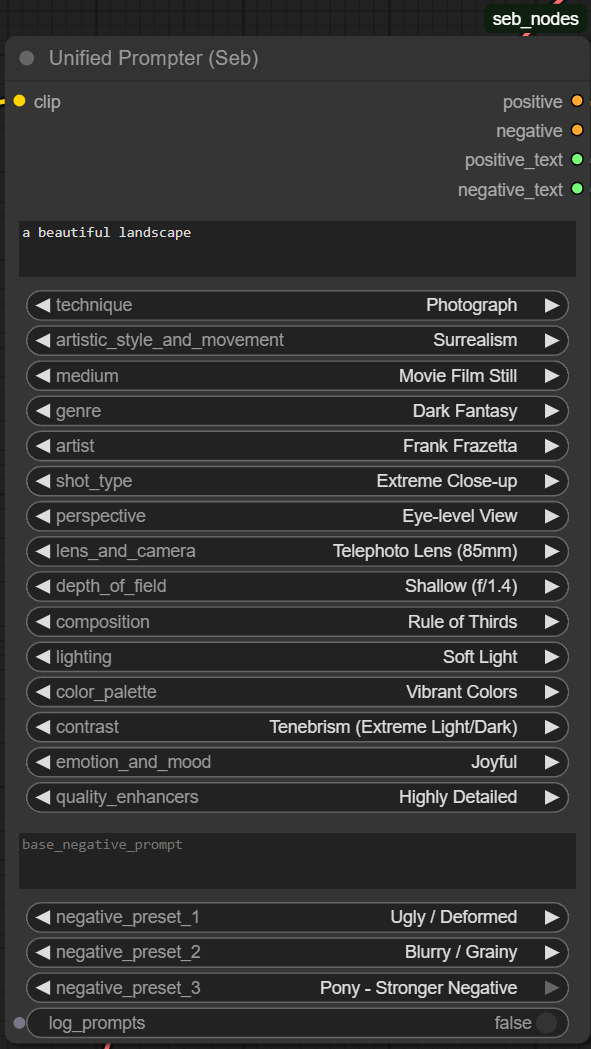 seb_nodes
Unified Prompter (Seb)
clip positive
negative
positive_text
negative_text
a beautiful landscape
technique Photograph
artistic_style_and_movement Surrealism
medium Movie Film Still
genre Dark Fantasy
artist Frank Frazetta
shot_type Extreme Close-up
perspective Eye-level View
lens_and_camera Telephoto Lens (85mm)
depth_of_field Shallow (f/1.4)
composition Rule of Thirds
lighting Soft Light
color_palette Vibrant Colors
contrast Tenebrism (Extreme Light/Dark)
emotion_and_mood Joyful
quality_enhancers Highly Detailed
base_negative_prompt
negative_preset_1 Ugly / Deformed
negative_preset_2 Blurry / Grainy
negative_preset_3 Pony - Stronger Negative
log_prompts false